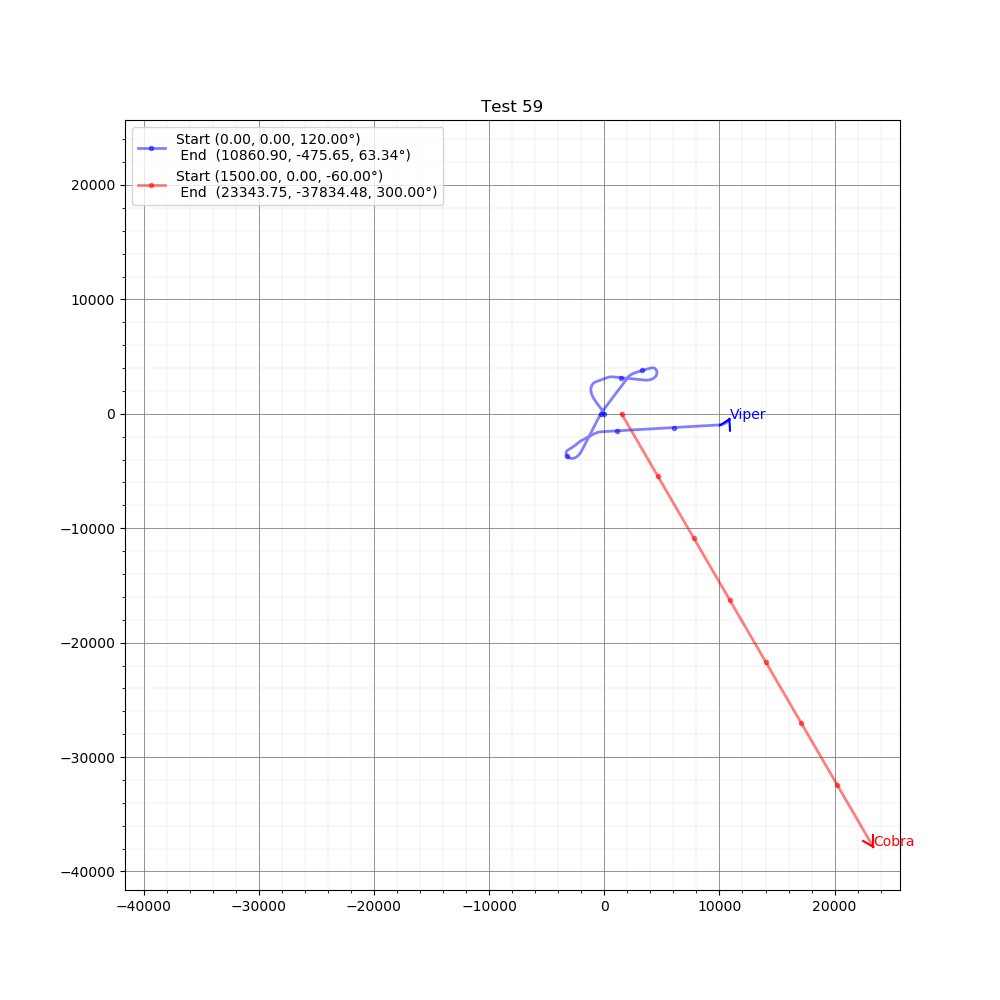 Test 59
Start (0.00, 0.00, 120.00°)
End  (10860.90, -475.65, 63.34°)
Start (1500.00, 0.00, -60.00°)
End  (23343.75, -37834.48, 300.00°)
20000
10000
0
−10000
−20000
−30000
−40000
Viper
Cobra
−40000
−30000
−20000
−10000
0
10000
20000